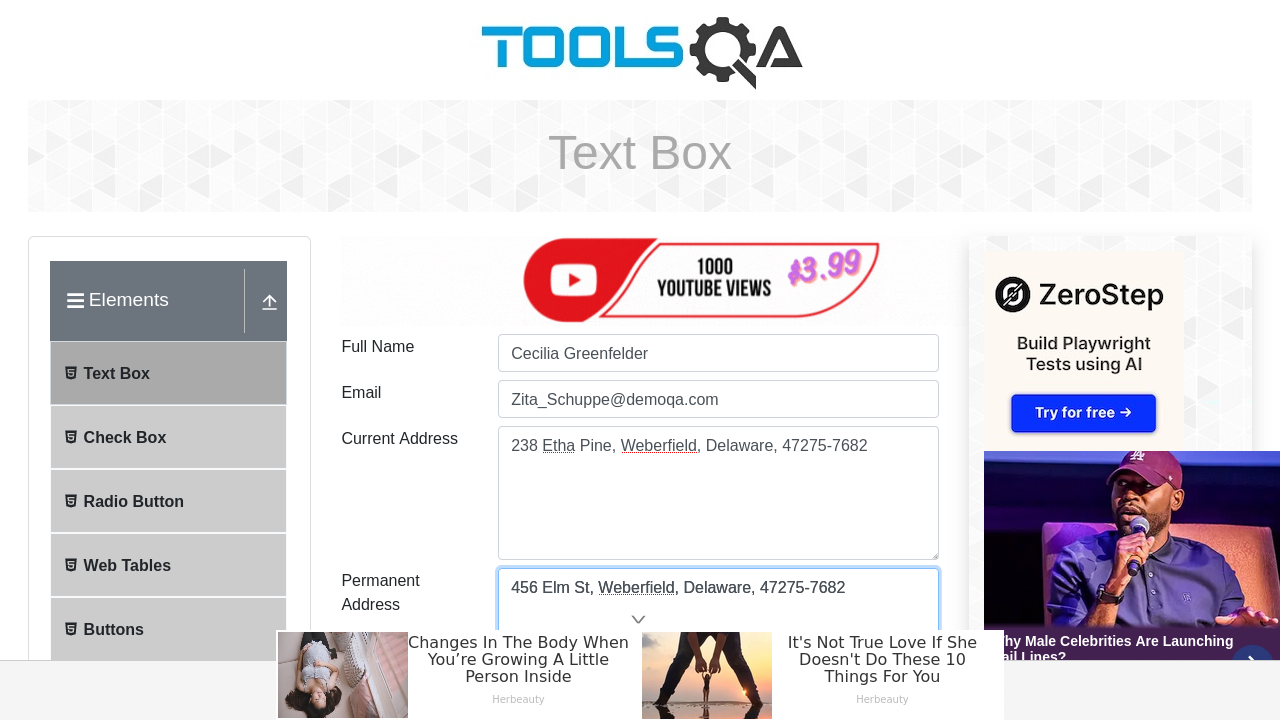 TOOLSQA
Text Box
Elements
Text Box
Check Box
Radio Button
Web Tables
Buttons
1000
YOUTUBE VIEWS
$3.99
Full Name
Cecilia Greenfelder
Email
Zita_Schuppe@demoqa.com
Current Address
238 Etha Pine, Weberfield, Delaware, 47275-7682
Permanent
Address
456 Elm St, Weberfield, Delaware, 47275-7682
ZeroStep
Build Playwright
Tests using AI
Try for free →
hy Male Celebrities Are Launching
ail Lines?
Changes In The Body When
You’re Growing A Little
Person Inside
Herbeauty
It's Not True Love If She
Doesn't Do These 10
Things For You
Herbeauty